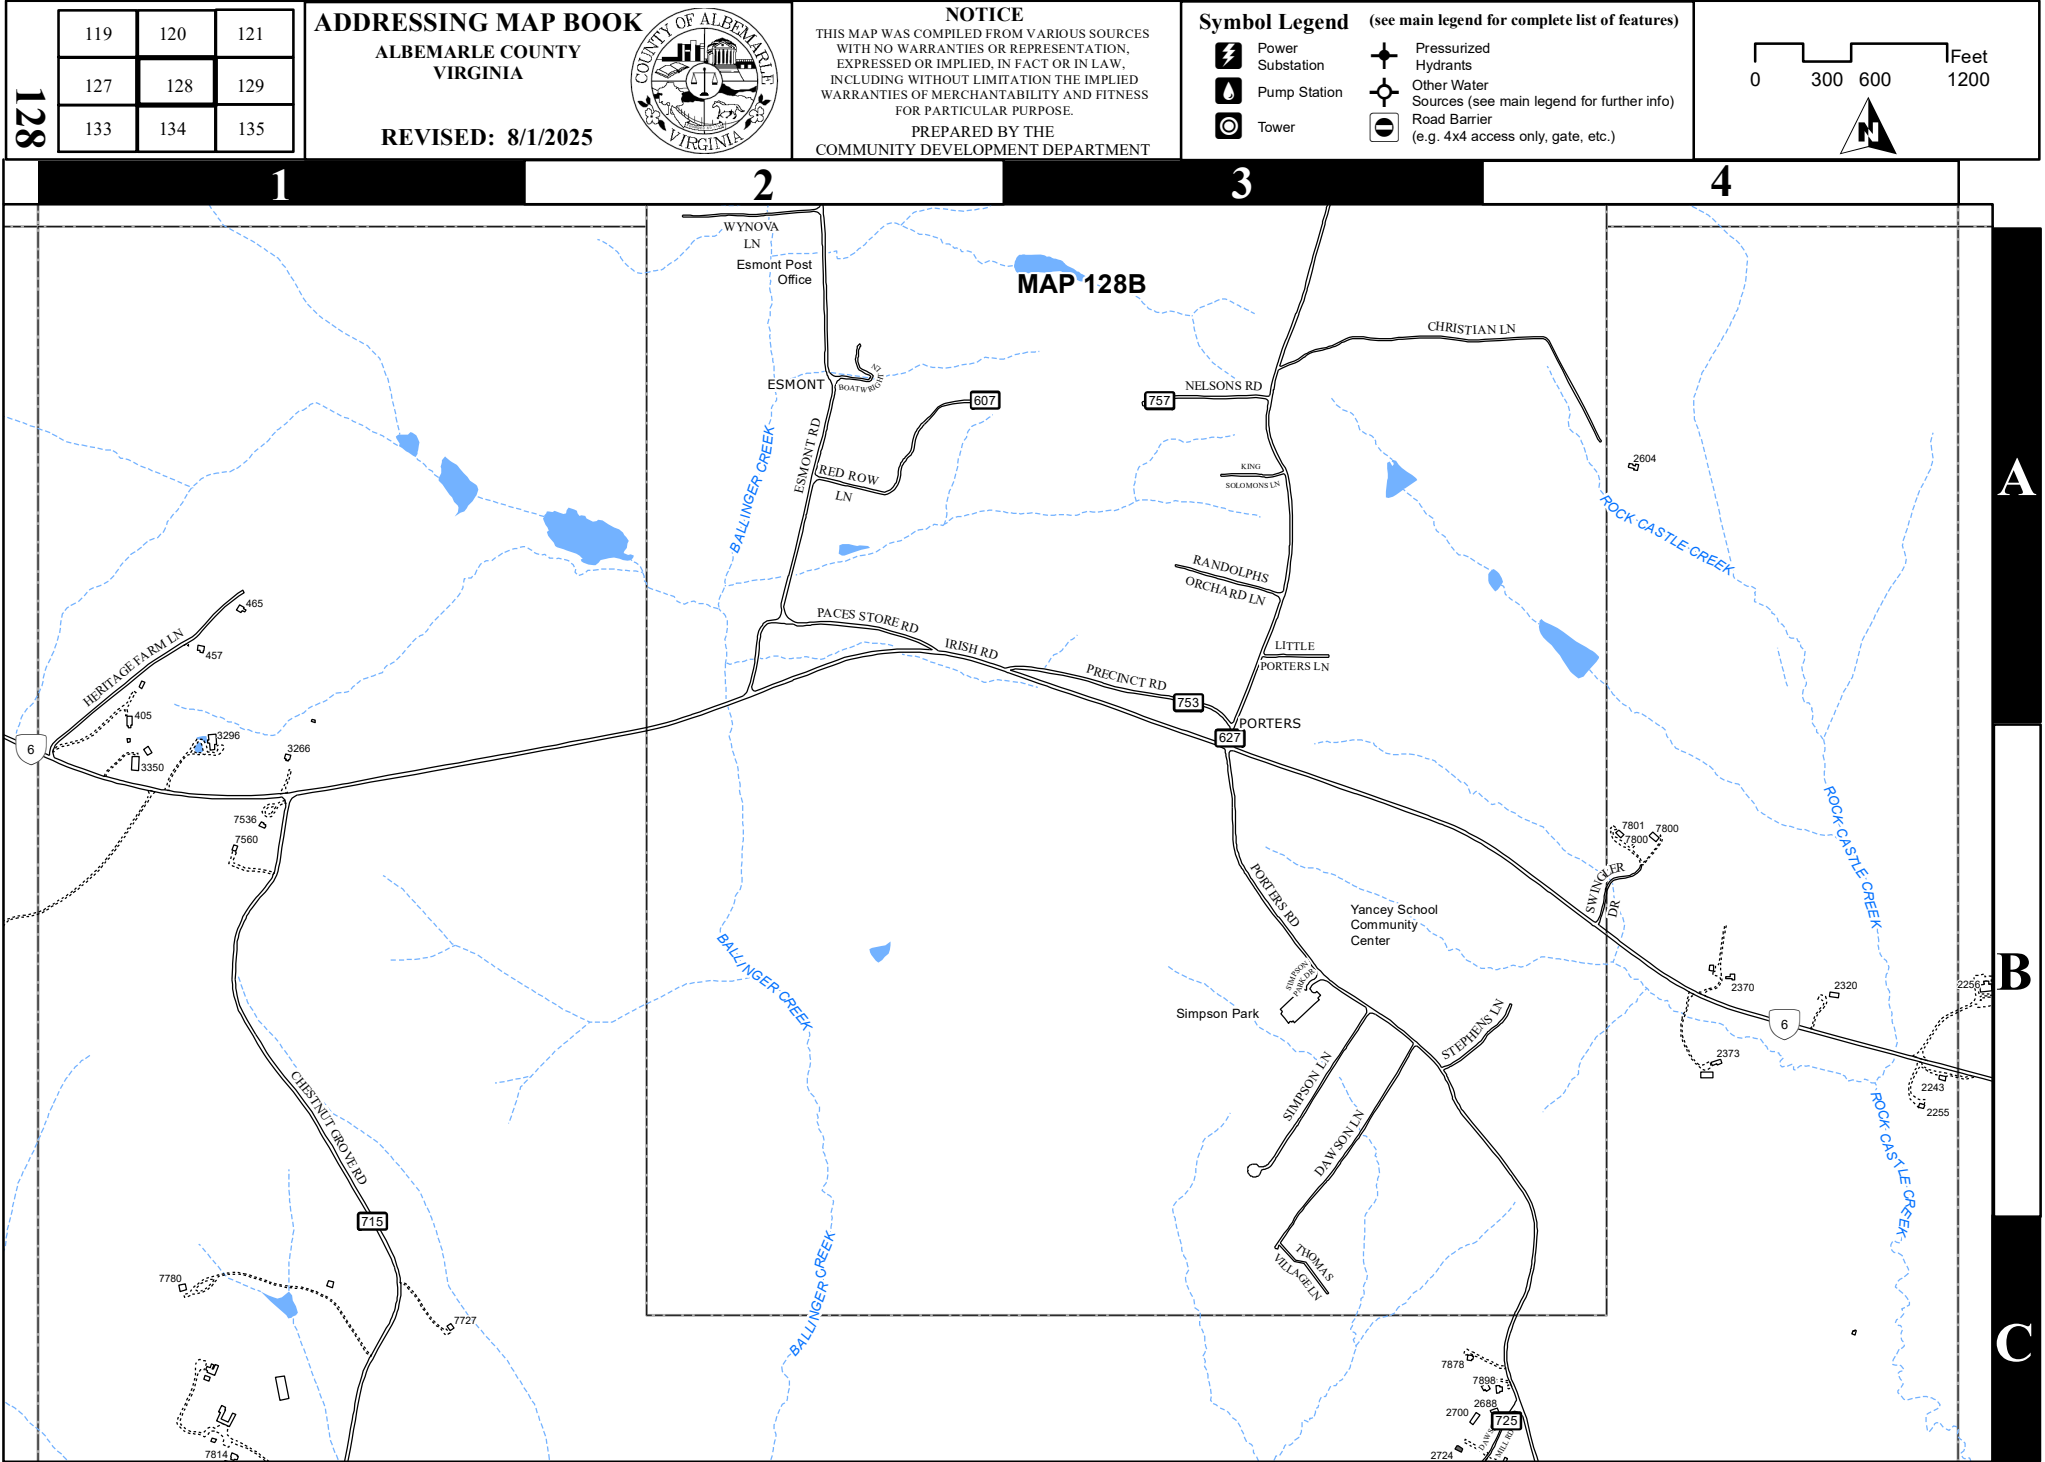 119 120 121
127 128 129
133 134 135
128
ADDRESSING MAP BOOK
ALBEMARLE COUNTY
VIRGINIA
REVISED: 8/1/2025
COUNTY OF ALBEMARLE
VIRGINIA
NOTICE
THIS MAP WAS COMPILED FROM VARIOUS SOURCES
WITH NO WARRANTIES OR REPRESENTATION,
EXPRESSED OR IMPLIED, IN FACT OR IN LAW,
INCLUDING WITHOUT LIMITATION THE IMPLIED
WARRANTIES OF MERCHANTABILITY AND FITNESS
FOR PARTICULAR PURPOSE.
PREPARED BY THE
COMMUNITY DEVELOPMENT DEPARTMENT
Symbol Legend (see main legend for complete list of features)
Power
Substation
Pump Station
Tower
Pressurized
Hydrants
Other Water
Sources (see main legend for further info)
Road Barrier
(e.g. 4x4 access only, gate, etc.)
Feet
0 300 600 1200
N
1 2 3 4
WYNOVA
LN
Esmont Post
Office
MAP 128B
CHRISTIAN LN
ESMONT
BOATWRIGHT
LN
607
757
NELSONS RD
ESMONT RD
BALLINGER CREEK
RED ROW
LN
KING
SOLOMONS LN
2604
A
ROCK CASTLE CREEK
RANDOLPHS
ORCHARD LN
465
PACES STORE RD
HERITAGE FARM LN
457
IRISH RD
LITTLE
PORTERS LN
PRECINCT RD
753
405
PORTERS
3296
627
6
3266
3350
7536
7560
ROCK CASTLE CREEK
7801
7800
7800
SWINGLER
DR
PORTERS RD
Yancey School
Community
Center
BALLINGER CREEK
B
SIMPSON
PARK DR
2370
2320
2256
Simpson Park
6
STEPHENS LN
2373
SIMPSON LN
2243
2255
CHESTNUT GROVE RD
DAWSON LN
ROCK CASTLE CREEK
715
THOMAS
VILLAGE LN
7780
BALLINGER CREEK
7727
C
7878
7898
2688
2700
725
DAWS
MILL RD
2724
7814